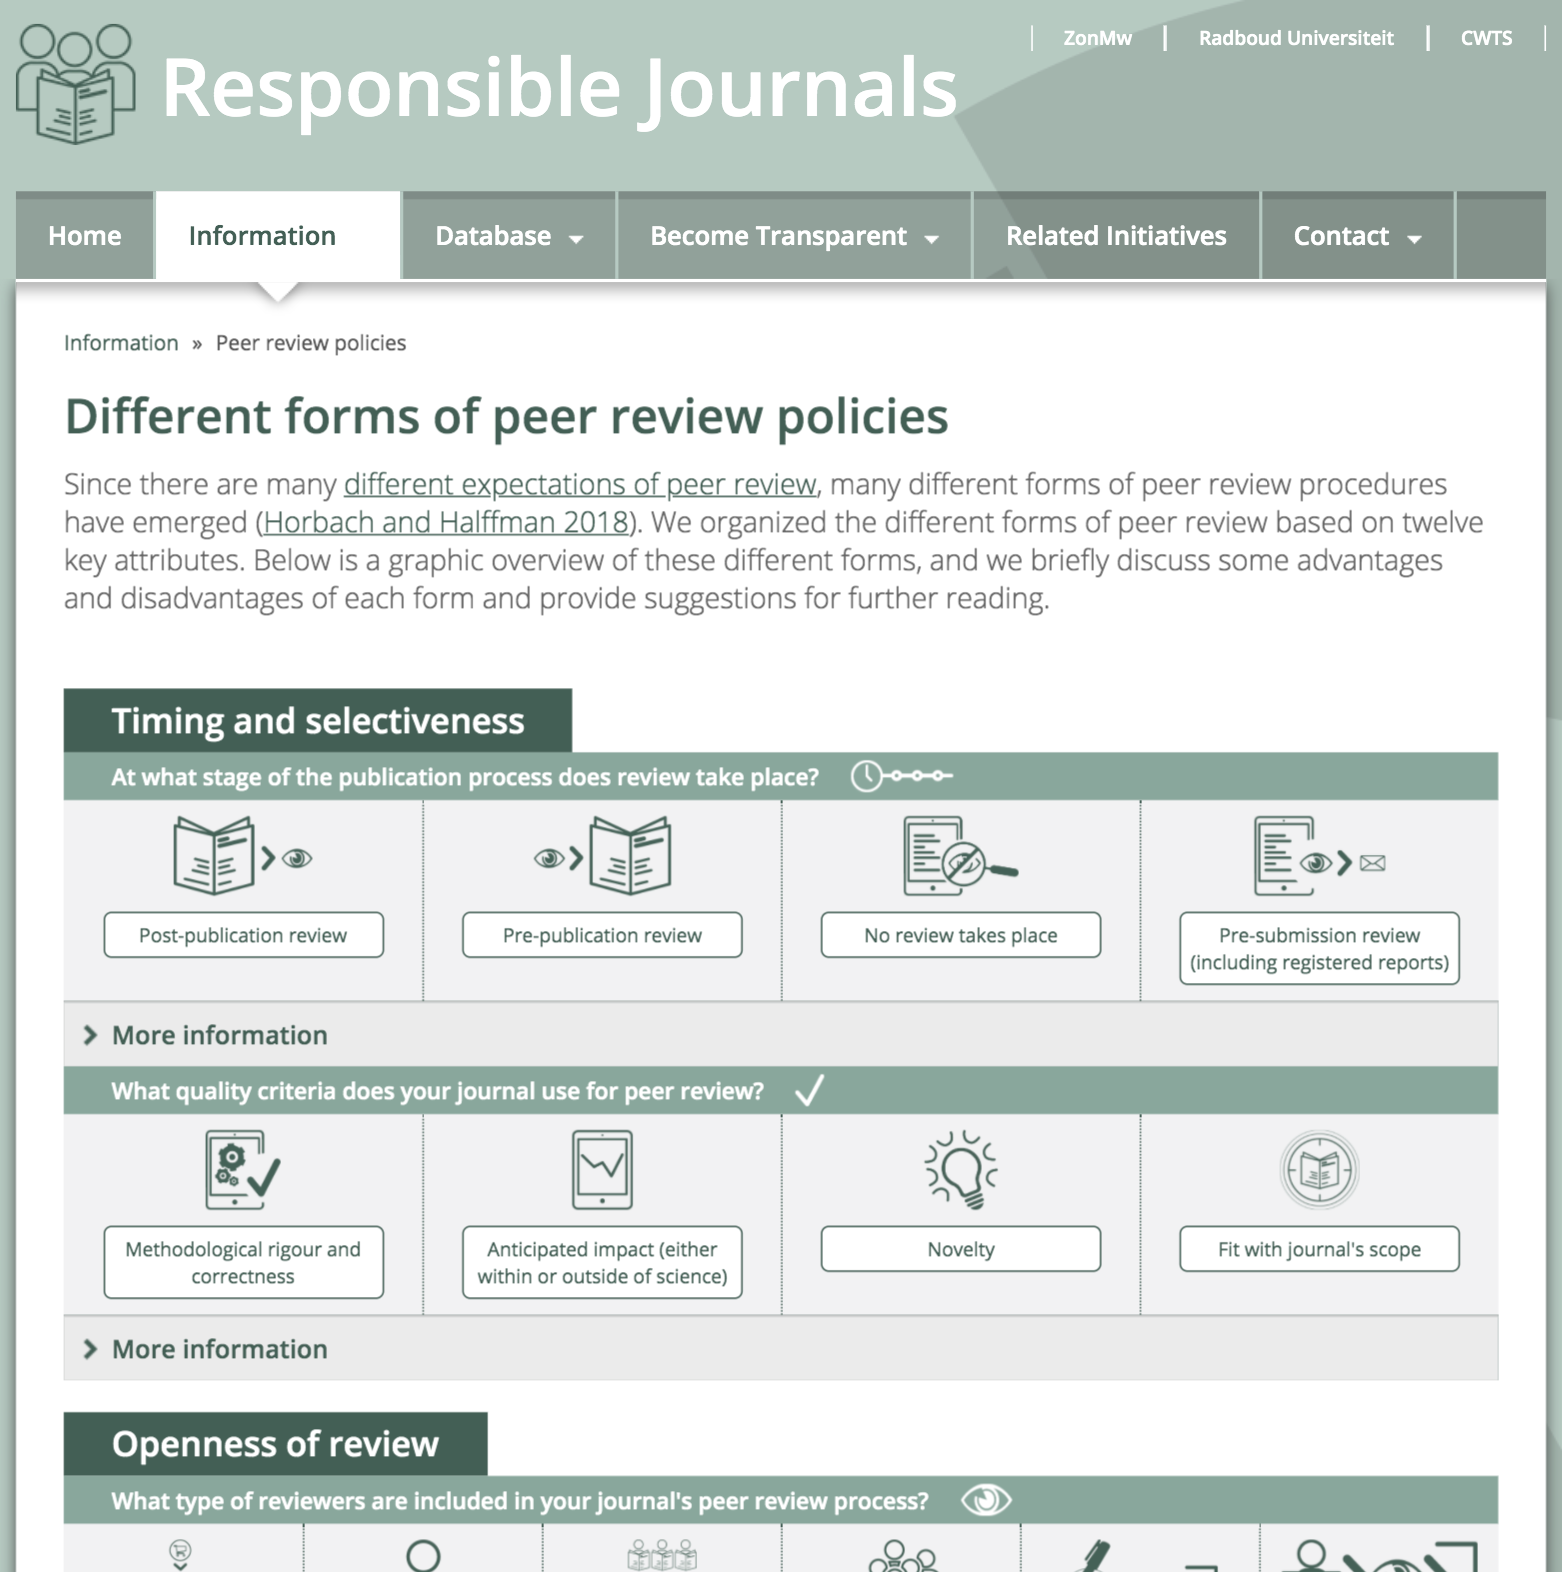 ZonMw
Radboud Universiteit
CWTS
Responsible Journals
Home
Information
Database
Become Transparent
Related Initiatives
Contact
Information » Peer review policies
Different forms of peer review policies
Since there are many different expectations of peer review, many different forms of peer review procedures
have emerged (Horbach and Halffman 2018). We organized the different forms of peer review based on twelve
key attributes. Below is a graphic overview of these different forms, and we briefly discuss some advantages
and disadvantages of each form and provide suggestions for further reading.
Timing and selectiveness
At what stage of the publication process does review take place?
Post-publication review
Pre-publication review
No review takes place
Pre-submission review
(including registered reports)
More information
What quality criteria does your journal use for peer review?
Methodological rigour and
correctness
Anticipated impact (either
within or outside of science)
Novelty
Fit with journal's scope
More information
Openness of review
What type of reviewers are included in your journal's peer review process?